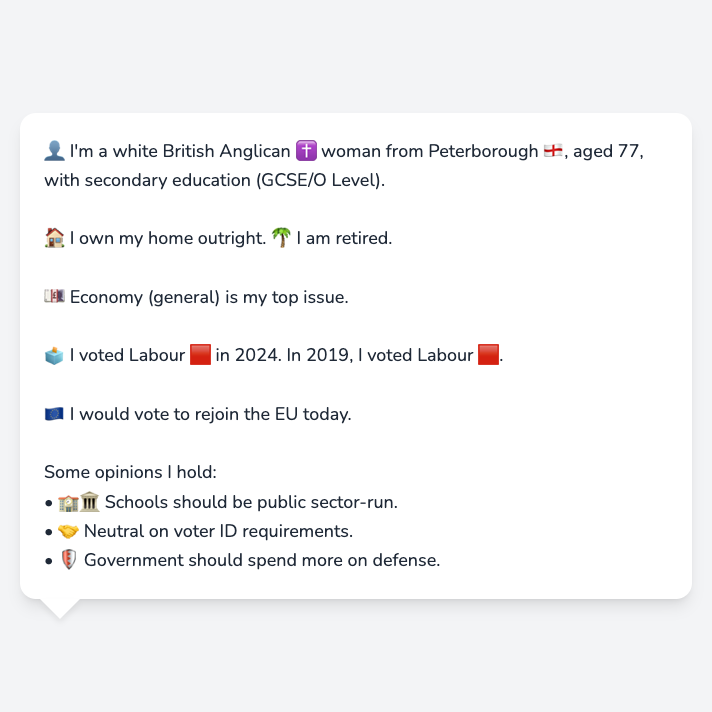 👤 I'm a white British Anglican ✝️ woman from Peterborough 🏴󠁧󠁢󠁥󠁮󠁧󠁿, aged 77,
with secondary education (GCSE/O Level).
🏠 I own my home outright. 🌴 I am retired.
💷 Economy (general) is my top issue.
🗳️ I voted Labour 🟥 in 2024. In 2019, I voted Labour 🟥.
🇪🇺 I would vote to rejoin the EU today.
Some opinions I hold:
• 🏫🏛️ Schools should be public sector-run.
• 🤝 Neutral on voter ID requirements.
• 🛡️ Government should spend more on defense.